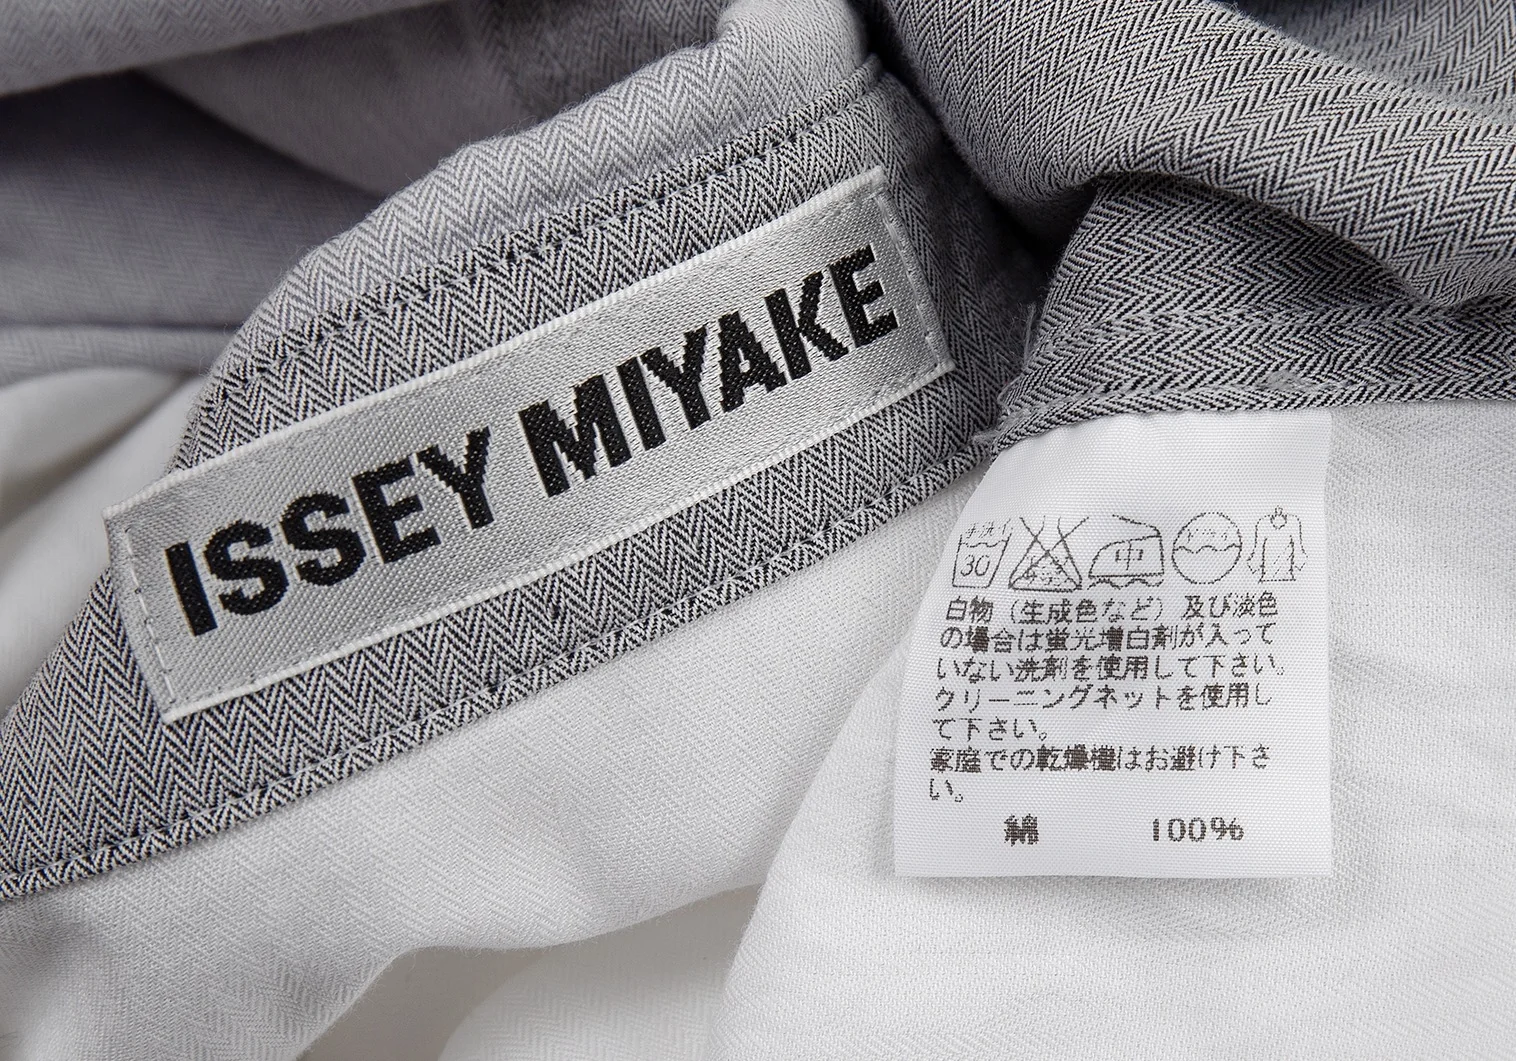 ISSEY MIYAKE
30 中
白物（生成色など）及び淡色
の場合は蛍光増白剤が入って
いない洗剤を使用して下さい。
クリーニングネットを使用し
て下さい。
家庭での乾燥機はお避け下さ
い。
綿 100%